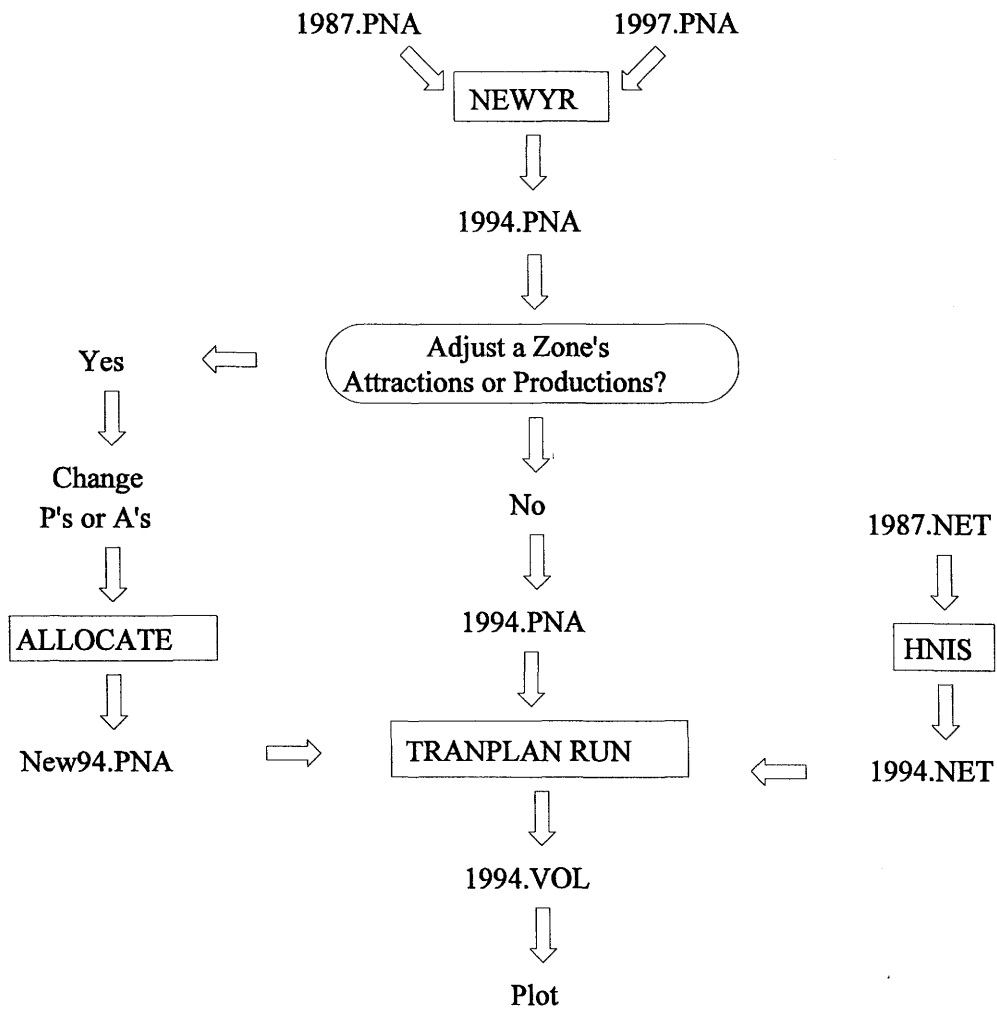 1987.PNA
1997.PNA
NEWYR
1994.PNA
Adjust a Zone's
Attractions or Productions?
Yes
Change
P's or A's
ALLOCATE
New94.PNA
No
1994.PNA
1987.NET
HNIS
1994.NET
TRANPLAN RUN
1994.VOL
Plot